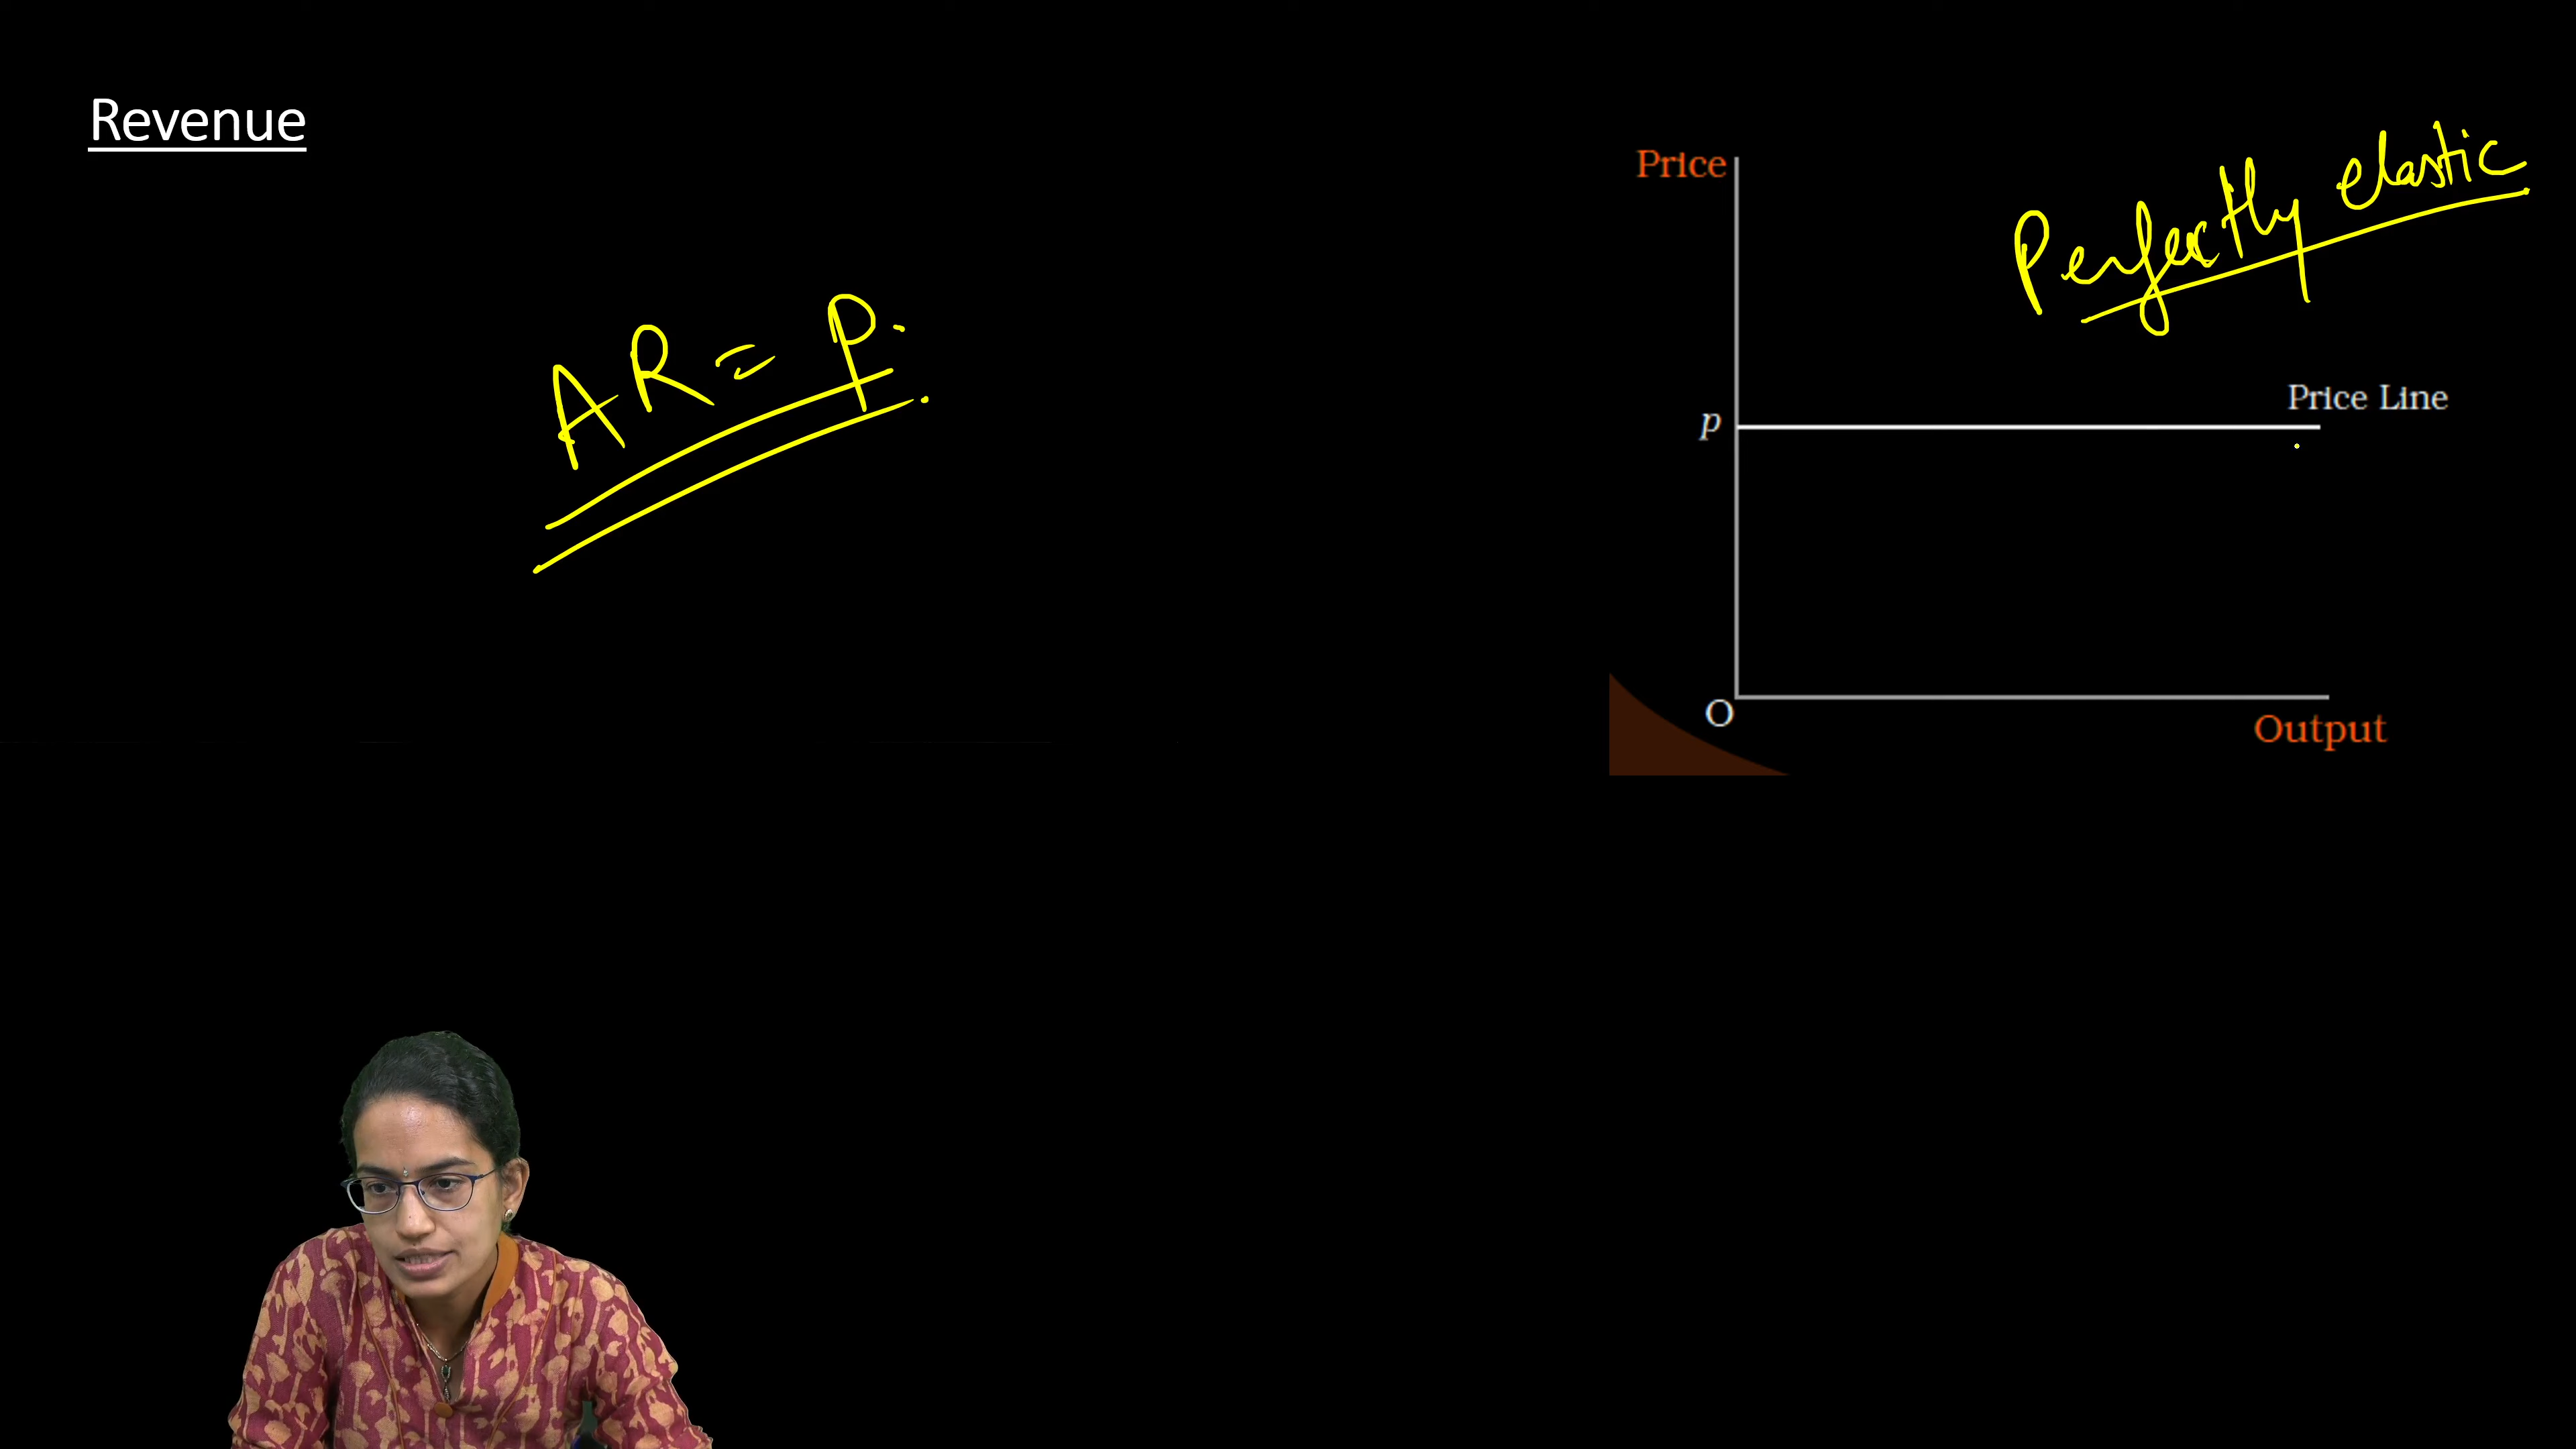 Revenue
AR = P.
Price
Perfectly elastic
Price Line
p
O
Output